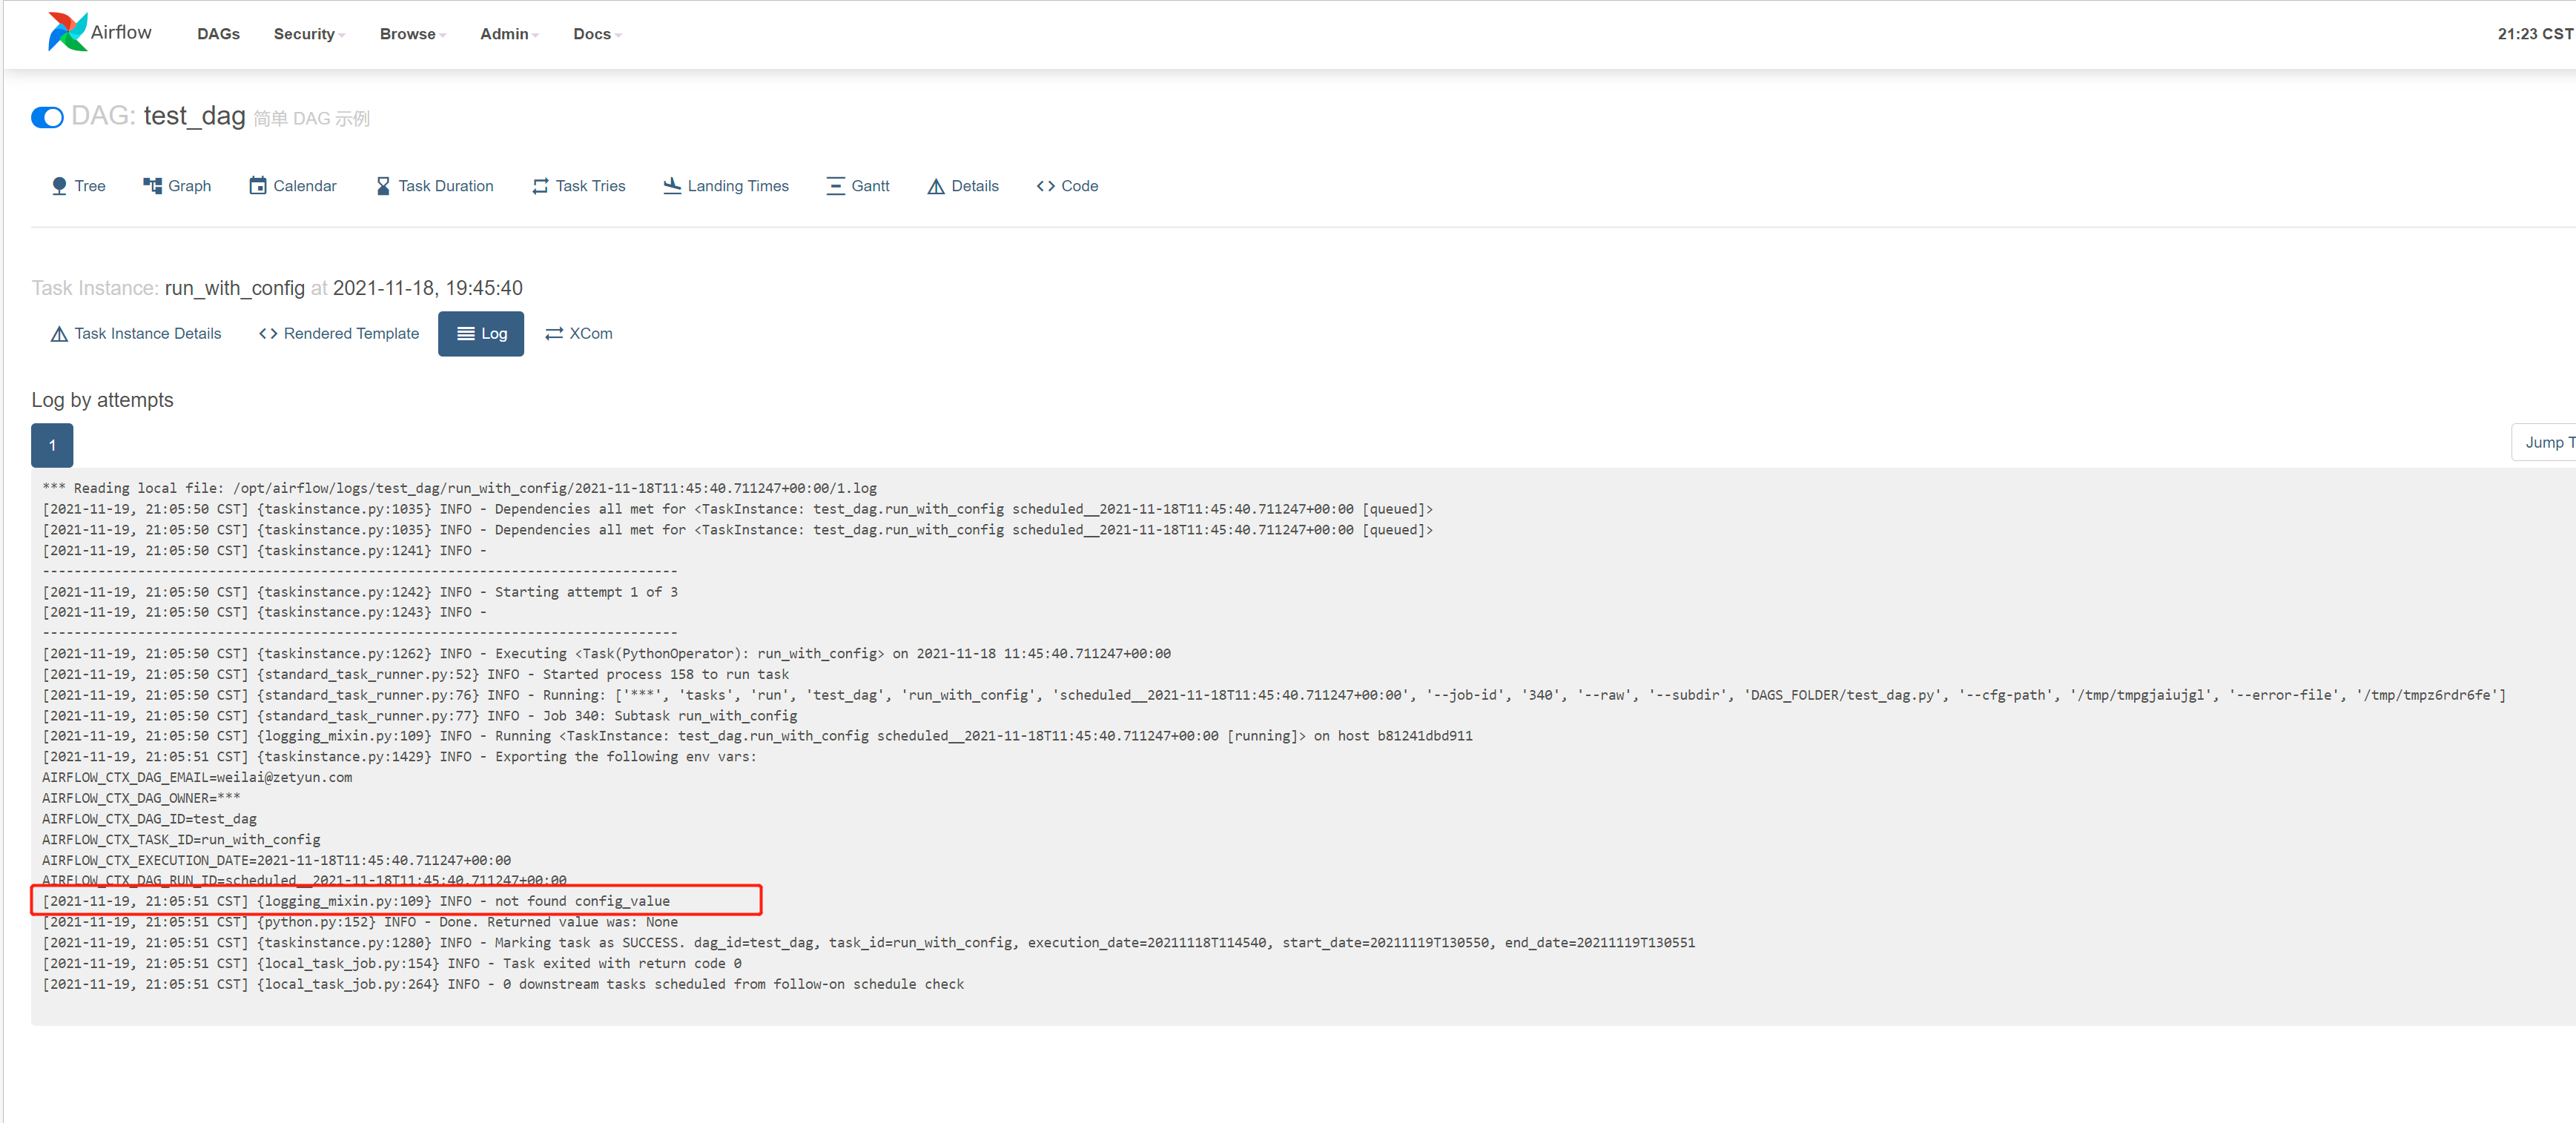 Airflow DAGs Security Browse Admin Docs 21:23 CST
DAG: test_dag 简单 DAG 示例
Tree Graph Calendar Task Duration Task Tries Landing Times Gantt Details Code
Task Instance: run_with_config at 2021-11-18, 19:45:40
Task Instance Details Rendered Template Log XCom
Log by attempts
1
Jump T
*** Reading local file: /opt/airflow/logs/test_dag/run_with_config/2021-11-18T11:45:40.711247+00:00/1.log
[2021-11-19, 21:05:50 CST] {taskinstance.py:1035} INFO - Dependencies all met for <TaskInstance: test_dag.run_with_config scheduled__2021-11-18T11:45:40.711247+00:00 [queued]>
[2021-11-19, 21:05:50 CST] {taskinstance.py:1035} INFO - Dependencies all met for <TaskInstance: test_dag.run_with_config scheduled__2021-11-18T11:45:40.711247+00:00 [queued]>
[2021-11-19, 21:05:50 CST] {taskinstance.py:1241} INFO -
--------------------------------------------------------------------------------
[2021-11-19, 21:05:50 CST] {taskinstance.py:1242} INFO - Starting attempt 1 of 3
[2021-11-19, 21:05:50 CST] {taskinstance.py:1243} INFO -
--------------------------------------------------------------------------------
[2021-11-19, 21:05:50 CST] {taskinstance.py:1262} INFO - Executing <Task(PythonOperator): run_with_config> on 2021-11-18 11:45:40.711247+00:00
[2021-11-19, 21:05:50 CST] {standard_task_runner.py:52} INFO - Started process 158 to run task
[2021-11-19, 21:05:50 CST] {standard_task_runner.py:76} INFO - Running: ['***', 'tasks', 'run', 'test_dag', 'run_with_config', 'scheduled__2021-11-18T11:45:40.711247+00:00', '--job-id', '340', '--raw', '--subdir', 'DAGS_FOLDER/test_dag.py', '--cfg-path', '/tmp/tmpgjaiujgl', '--error-file', '/tmp/tmpz6rdr6fe']
[2021-11-19, 21:05:50 CST] {standard_task_runner.py:77} INFO - Job 340: Subtask run_with_config
[2021-11-19, 21:05:50 CST] {logging_mixin.py:109} INFO - Running <TaskInstance: test_dag.run_with_config scheduled__2021-11-18T11:45:40.711247+00:00 [running]> on host b81241dbd911
[2021-11-19, 21:05:51 CST] {taskinstance.py:1429} INFO - Exporting the following env vars:
AIRFLOW_CTX_DAG_EMAIL=weilai@zetyun.com
AIRFLOW_CTX_DAG_OWNER=***
AIRFLOW_CTX_DAG_ID=test_dag
AIRFLOW_CTX_TASK_ID=run_with_config
AIRFLOW_CTX_EXECUTION_DATE=2021-11-18T11:45:40.711247+00:00
AIRFLOW_CTX_DAG_RUN_ID=scheduled__2021-11-18T11:45:40.711247+00:00
[2021-11-19, 21:05:51 CST] {logging_mixin.py:109} INFO - not found config_value
[2021-11-19, 21:05:51 CST] {python.py:152} INFO - Done. Returned value was: None
[2021-11-19, 21:05:51 CST] {taskinstance.py:1280} INFO - Marking task as SUCCESS. dag_id=test_dag, task_id=run_with_config, execution_date=20211118T114540, start_date=20211119T130550, end_date=20211119T130551
[2021-11-19, 21:05:51 CST] {local_task_job.py:154} INFO - Task exited with return code 0
[2021-11-19, 21:05:51 CST] {local_task_job.py:264} INFO - 0 downstream tasks scheduled from follow-on schedule check